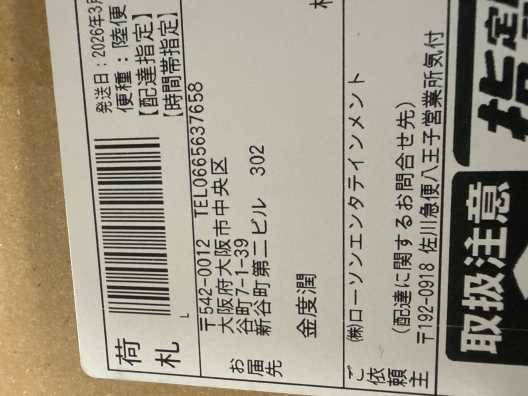 荷札
L
発送日：2026年3月
便種：陸便
【配達指定】
【時間帯指定】
お届先
〒542-0012 TEL0665637658
大阪府大阪市中央区
谷町7-1-39
新谷町第二ビル 302
金度潤
ご依頼主
㈱ローソンエンタテインメント
（配達に関するお問合せ先）
〒192-0918 佐川急便八王子営業所気付
指定
取扱注意